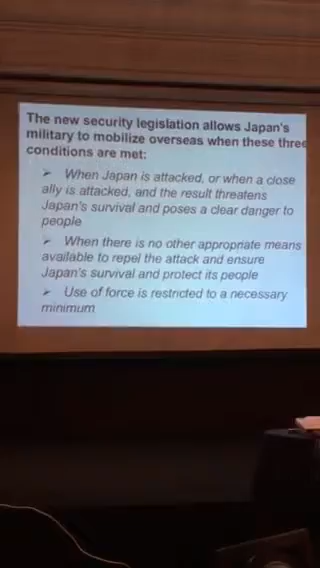 The new security legislation allows Japan's
military to mobilize overseas when these three
conditions are met:
➢ When Japan is attacked, or when a close
ally is attacked, and the result threatens
Japan's survival and poses a clear danger to
people
➢ When there is no other appropriate means
available to repel the attack and ensure
Japan's survival and protect its people
➢ Use of force is restricted to a necessary
minimum